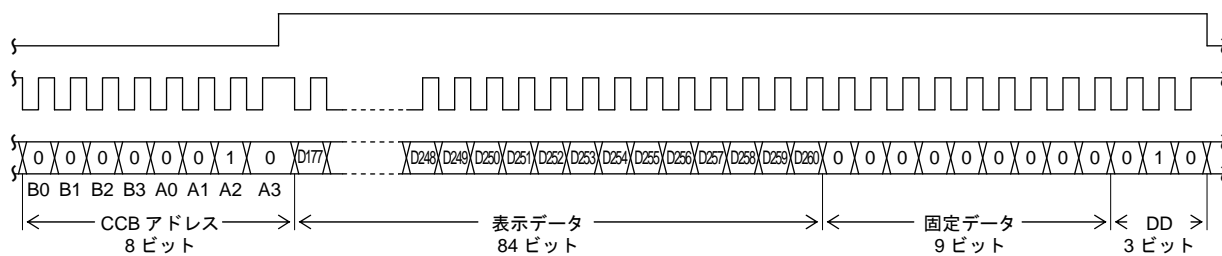 0 0 0 0 0 0 1 0 D177 D248 D249 D250 D251 D252 D253 D254 D255 D256 D257 D258 D259 D260 0 0 0 0 0 0 0 0 0 0 1 0
B0 B1 B2 B3 A0 A1 A2 A3
CCB アドレス 表示データ 固定データ DD
8 ビット 84 ビット 9 ビット 3 ビット